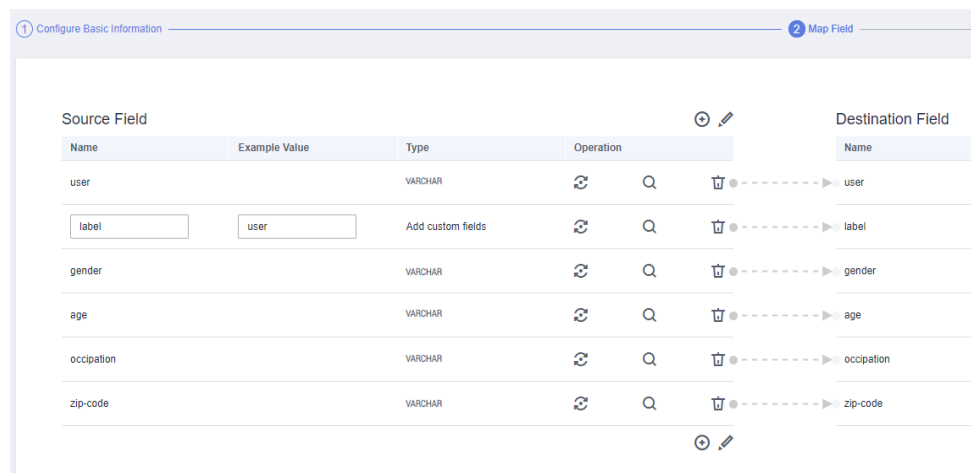 1 Configure Basic Information
2 Map Field
Source Field
Destination Field
Name Example Value Type Operation Name
user VARCHAR user
label user Add custom fields label
gender VARCHAR gender
age VARCHAR age
occipation VARCHAR occipation
zip-code VARCHAR zip-code